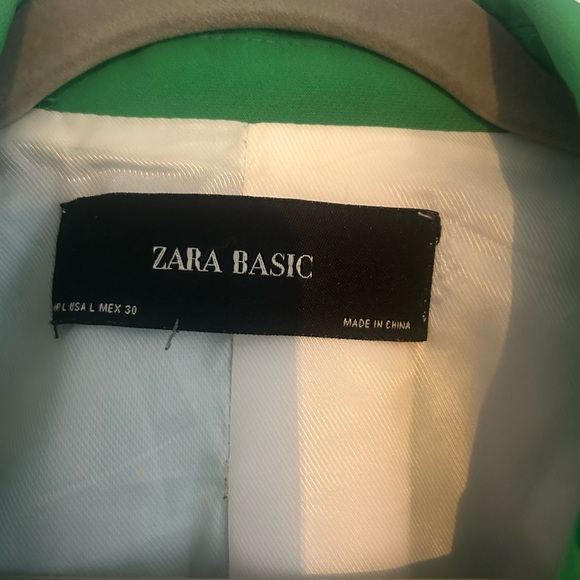 ZARA BASIC
L USA L MEX 30
MADE IN CHINA